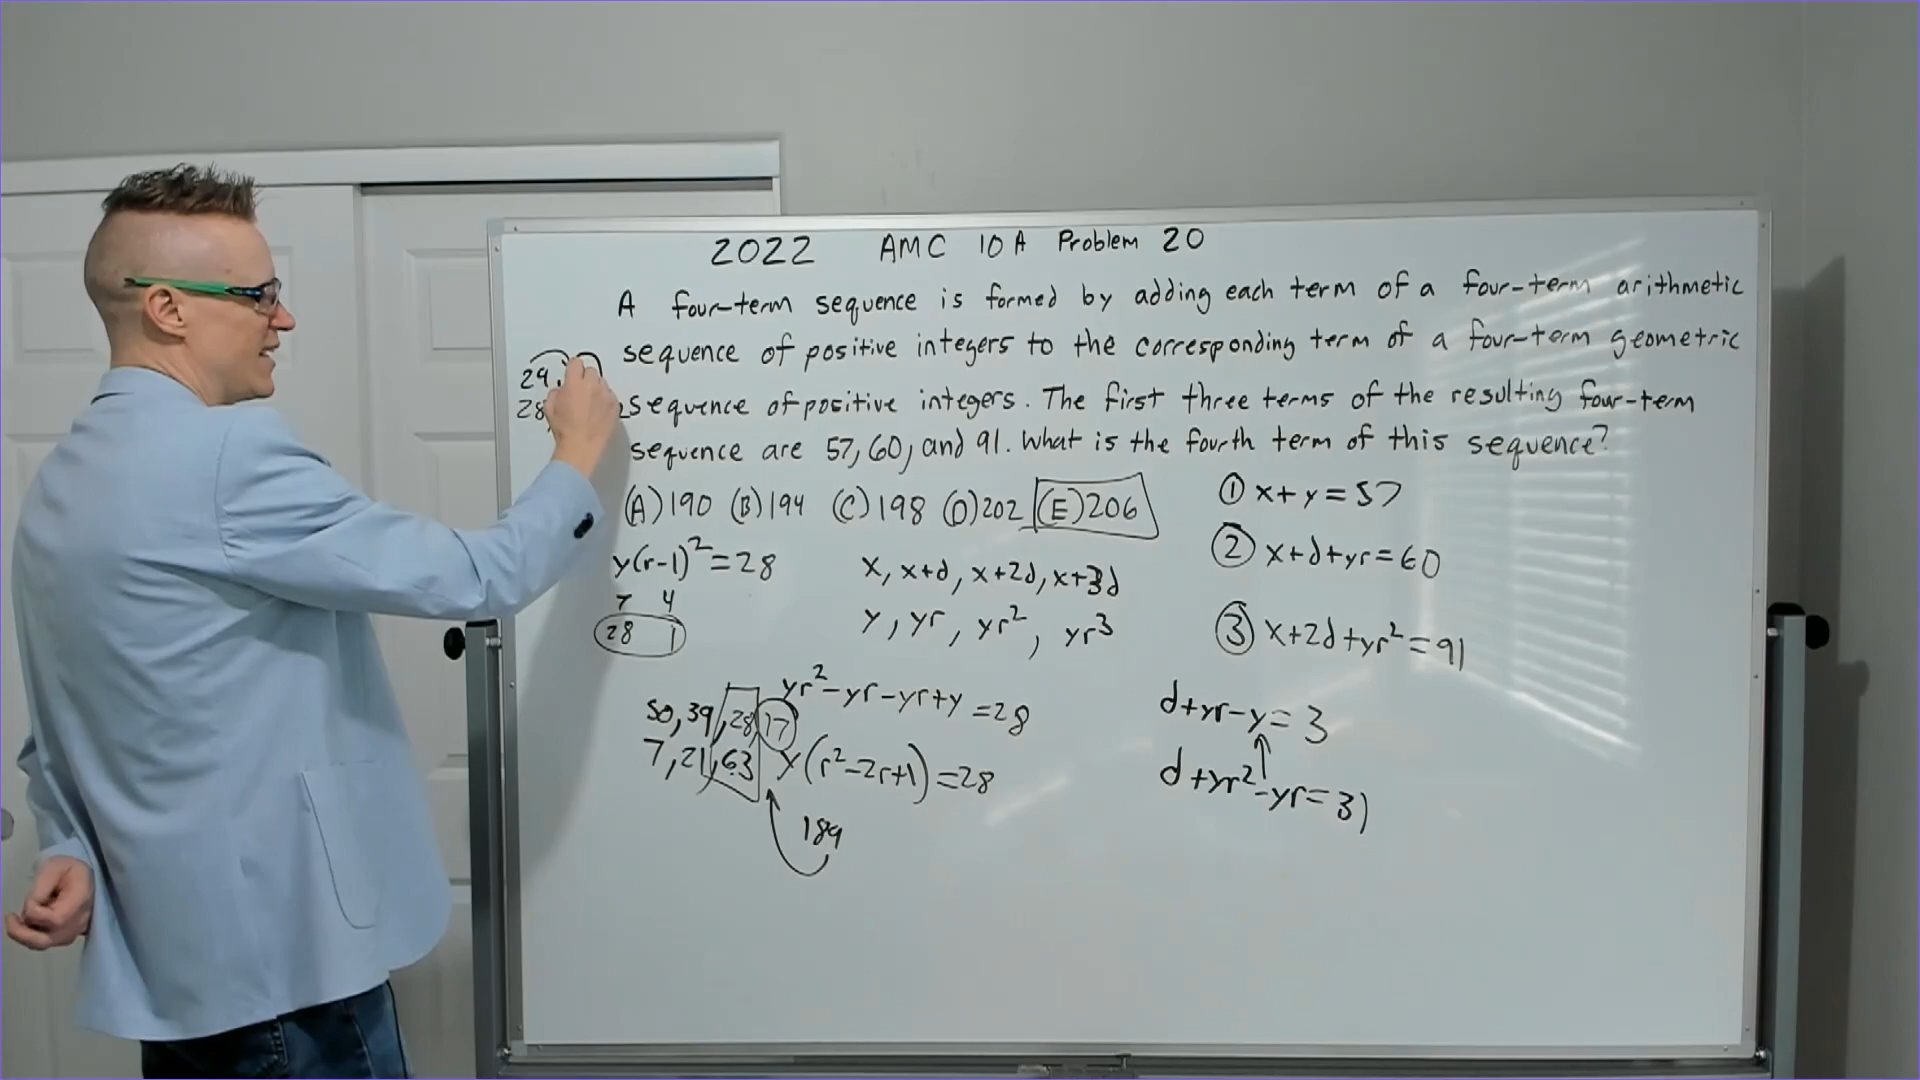 2022 AMC 10 A Problem 20
A four-term sequence is formed by adding each term of a four-term arithmetic
sequence of positive integers to the corresponding term of a four-term geometric
sequence of positive integers. The first three terms of the resulting four-term
sequence are 57, 60, and 91. What is the fourth term of this sequence?
(A) 190 (B) 194 (C) 198 (D) 202 (E) 206
29,
28
y(r-1)²=28
7 4
28 1
x, x+d, x+2d, x+3d
y, yr, yr², yr³
① x+y=57
② x+d+yr=60
③ x+2d+yr²=91
50, 39, 28, 17
7, 21, 63
189
yr²-yr-yr+y=28
y(r²-2r+1)=28
d+yr-y=3
d+yr²-yr=31